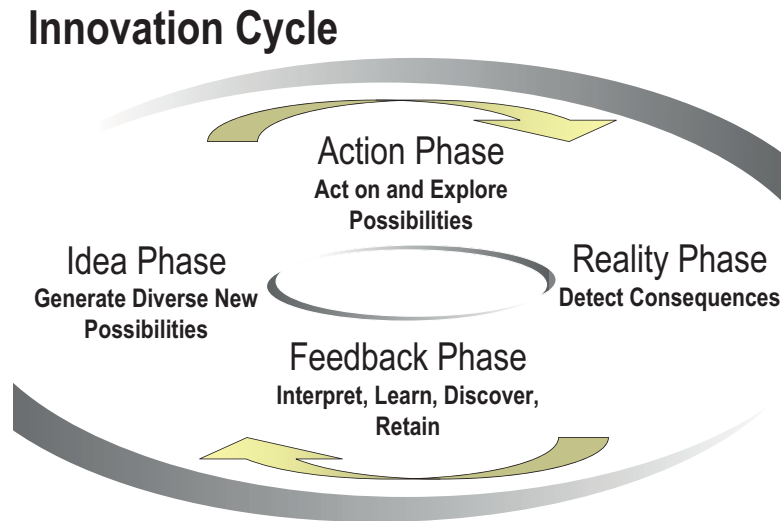 Innovation Cycle
Action Phase
Act on and Explore
Possibilities
Idea Phase
Generate Diverse New
Possibilities
Reality Phase
Detect Consequences
Feedback Phase
Interpret, Learn, Discover,
Retain